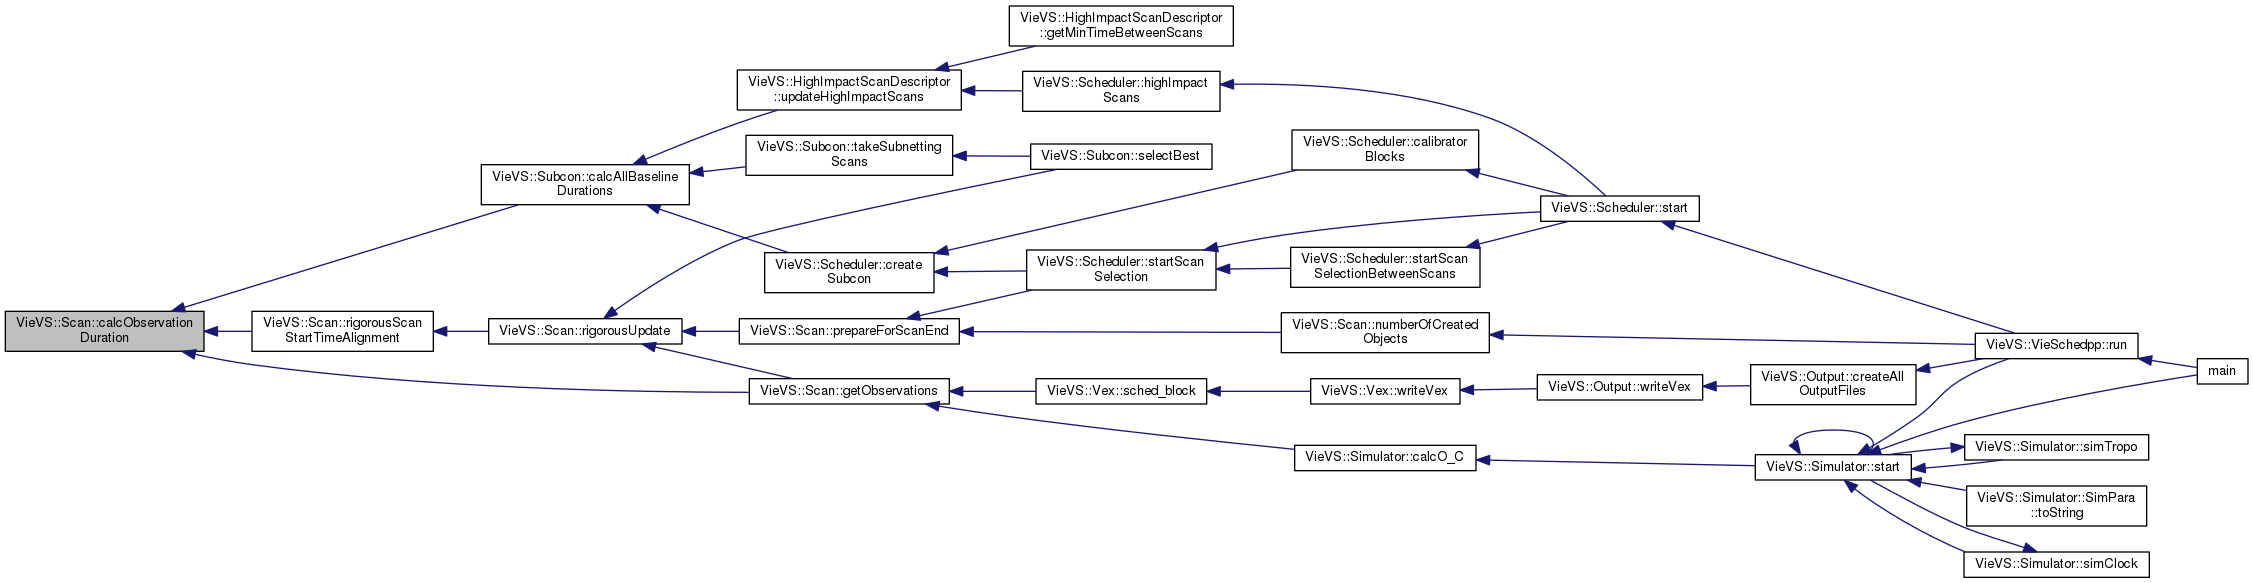 VieVS::HighImpactScanDescriptor
::getMinTimeBetweenScans
VieVS::HighImpactScanDescriptor
::updateHighImpactScans
VieVS::Scheduler::highImpact
Scans
VieVS::Subcon::takeSubnetting
Scans
VieVS::Subcon::selectBest
VieVS::Scheduler::calibrator
Blocks
VieVS::Subcon::calcAllBaseline
Durations
VieVS::Scheduler::start
VieVS::Scheduler::create
Subcon
VieVS::Scheduler::startScan
Selection
VieVS::Scheduler::startScan
SelectionBetweenScans
VieVS::Scan::calcObservation
Duration
VieVS::Scan::rigorousScan
StartTimeAlignment
VieVS::Scan::rigorousUpdate
VieVS::Scan::prepareForScanEnd
VieVS::Scan::numberOfCreated
Objects
VieVS::VieSchedpp::run
main
VieVS::Scan::getObservations
VieVS::Vex::sched_block
VieVS::Vex::writeVex
VieVS::Output::writeVex
VieVS::Output::createAll
OutputFiles
VieVS::Simulator::calcO_C
VieVS::Simulator::start
VieVS::Simulator::simTropo
VieVS::Simulator::SimPara
::toString
VieVS::Simulator::simClock